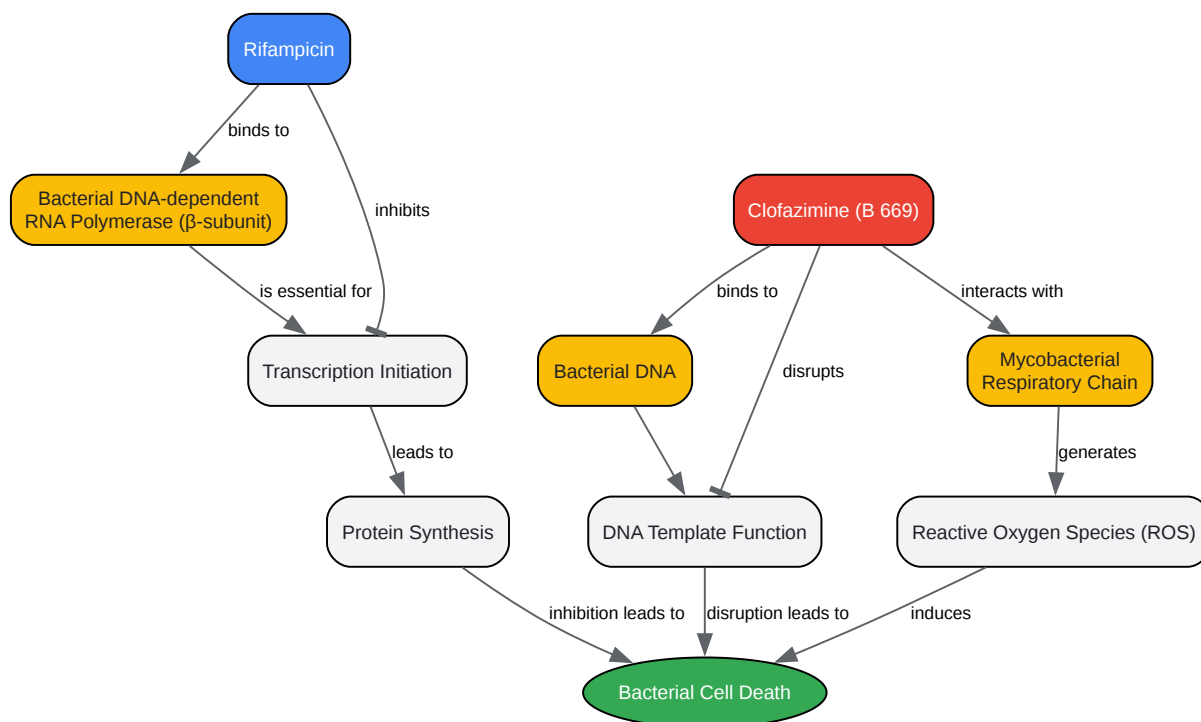 Rifampicin
binds to
Bacterial DNA-dependent
RNA Polymerase (β-subunit)
inhibits
Clofazimine (B 669)
is essential for
binds to
interacts with
Transcription Initiation
Bacterial DNA
disrupts
Mycobacterial
Respiratory Chain
leads to
generates
Protein Synthesis
DNA Template Function
Reactive Oxygen Species (ROS)
inhibition leads to
disruption leads to
induces
Bacterial Cell Death